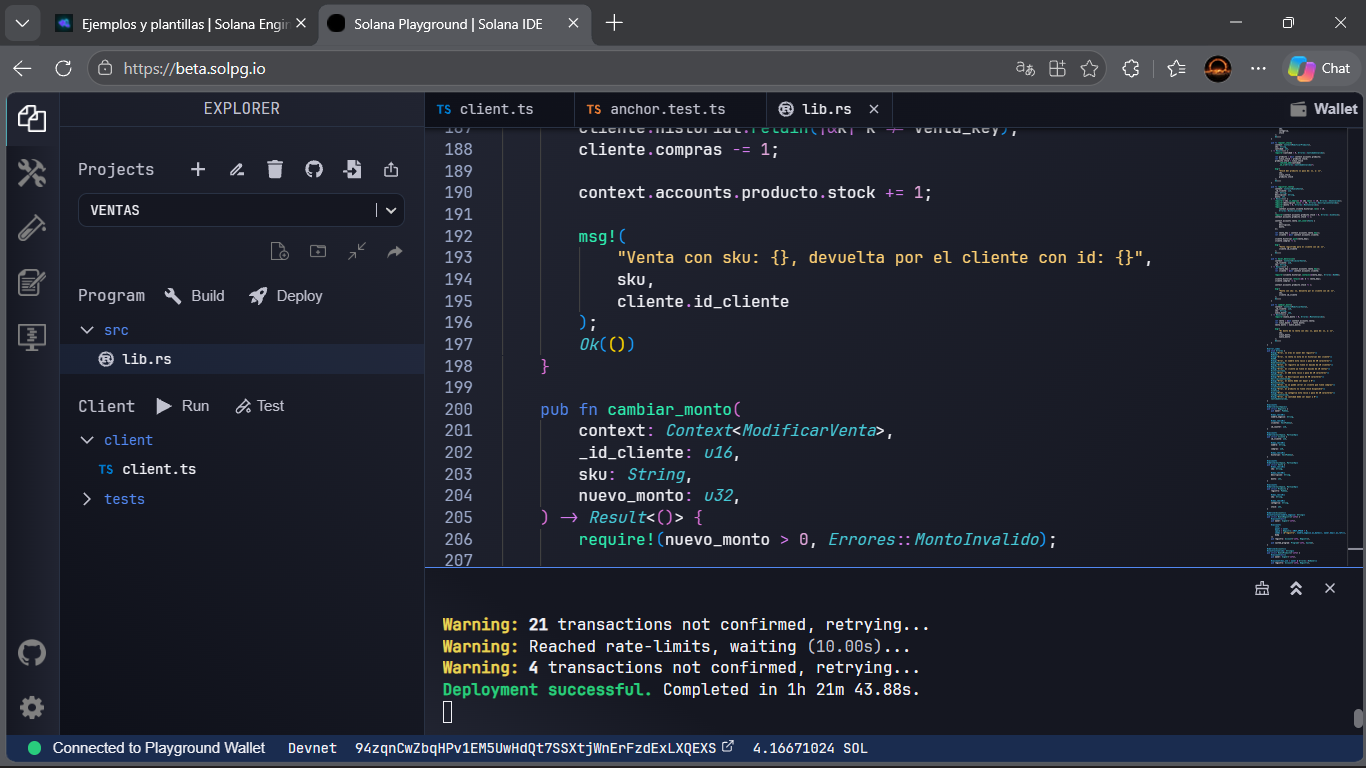 Ejemplos y plantillas | Solana Engin
Solana Playground | Solana IDE
https://beta.solpg.io
Chat
EXPLORER
Projects
VENTAS
Program
Build
Deploy
src
lib.rs
Client
Run
Test
client
TS client.ts
tests
TS client.ts
TS anchor.test.ts
lib.rs
Wallet
188 cliente.compras -= 1;
189
190 context.accounts.producto.stock += 1;
191
192 msg!(
193 "Venta con sku: {}, devuelta por el cliente con id: {}",
194 sku,
195 cliente.id_cliente
196 );
197 Ok(())
198 }
199
200 pub fn cambiar_monto(
201 context: Context<ModificarVenta>,
202 _id_cliente: u16,
203 sku: String,
204 nuevo_monto: u32,
205 ) -> Result<()> {
206 require!(nuevo_monto > 0, Errores::MontoInvalido);
207
Warning: 21 transactions not confirmed, retrying...
Warning: Reached rate-limits, waiting (10.00s)...
Warning: 4 transactions not confirmed, retrying...
Deployment successful. Completed in 1h 21m 43.88s.
Connected to Playground Wallet
Devnet
94zqnCwZbqHPv1EM5UwHdQt7SSXtjWnErFzdExLXQEXS
4.16671024 SOL